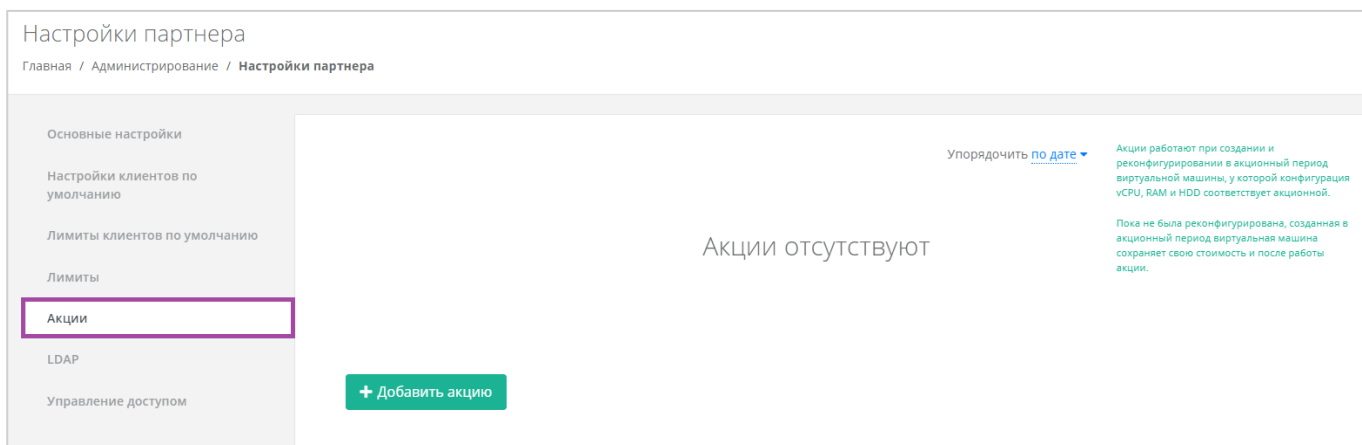 Настройки партнера
Главная / Администрирование / Настройки партнера
Основные настройки
Настройки клиентов по
умолчанию
Лимиты клиентов по умолчанию
Лимиты
Акции
LDAP
Управление доступом
Упорядочить по дате
Акции отсутствуют
+ Добавить акцию
Акции работают при создании и
реконфигурировании в акционный период
виртуальной машины, у которой конфигурация
vCPU, RAM и HDD соответствует акционной.
Пока не была реконфигурирована, созданная в
акционный период виртуальная машина
сохраняет свою стоимость и после работы
акции.